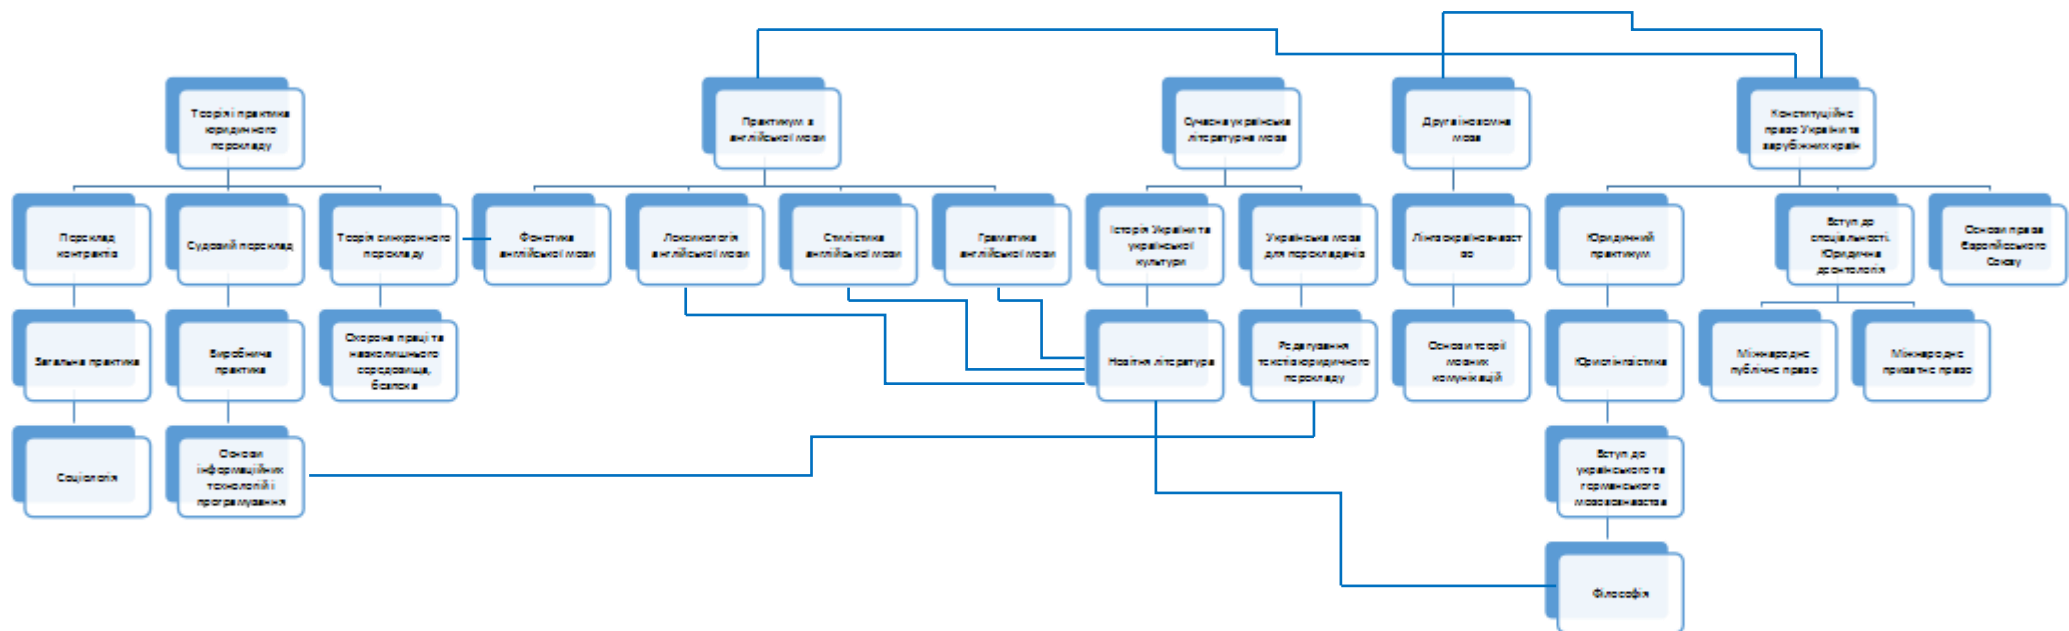 Теорія і практика
юридичного
перекладу
Практикум з
англійської мови
Сучасна українська
літературна мова
Друга іноземна
мова
Конституційне
право України та
зарубіжних країн
Переклад
контрактів
Судовий переклад
Теорія синхронного
перекладу
Фонетика
англійської мови
Лексикологія
англійської мови
Стилістика
англійської мови
Граматика
англійської мови
Історія України та
української
культури
Українська мова
для перекладачів
Лінгвокраїнознавст
во
Юридичний
практикум
Вступ до
спеціальності.
Юридична
деонтологія
Основи права
Європейського
Союзу
Загальна практика
Виробнича
практика
Охорона праці та
навколишнього
середовища,
безпека
Новітня література
Редагування
текстів юридичного
перекладу
Основи теорії
мовних
комунікацій
Юрислінгвістика
Міжнародне
публічне право
Міжнародне
приватне право
Соціологія
Основи
інформаційних
технологій і
програмування
Вступ до
українського та
германського
мовознавства
Філософія